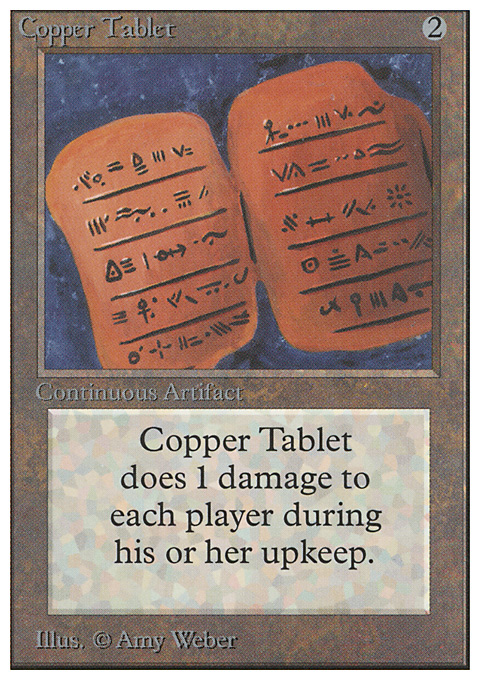 Copper Tablet 2
Continuous Artifact
Copper Tablet
does 1 damage to
each player during
his or her upkeep.
Illus. © Amy Weber